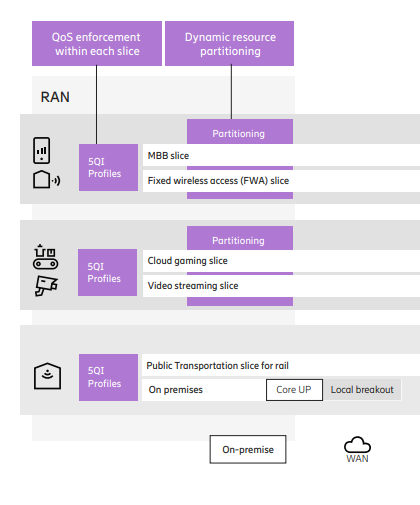 QoS enforcement
within each slice
Dynamic resource
partitioning
RAN
Partitioning
5QI
Profiles
MBB slice
Fixed wireless access (FWA) slice
Partitioning
5QI
Profiles
Cloud gaming slice
Video streaming slice
5QI
Profiles
Public Transportation slice for rail
On premises
Core UP
Local breakout
On-premise
WAN